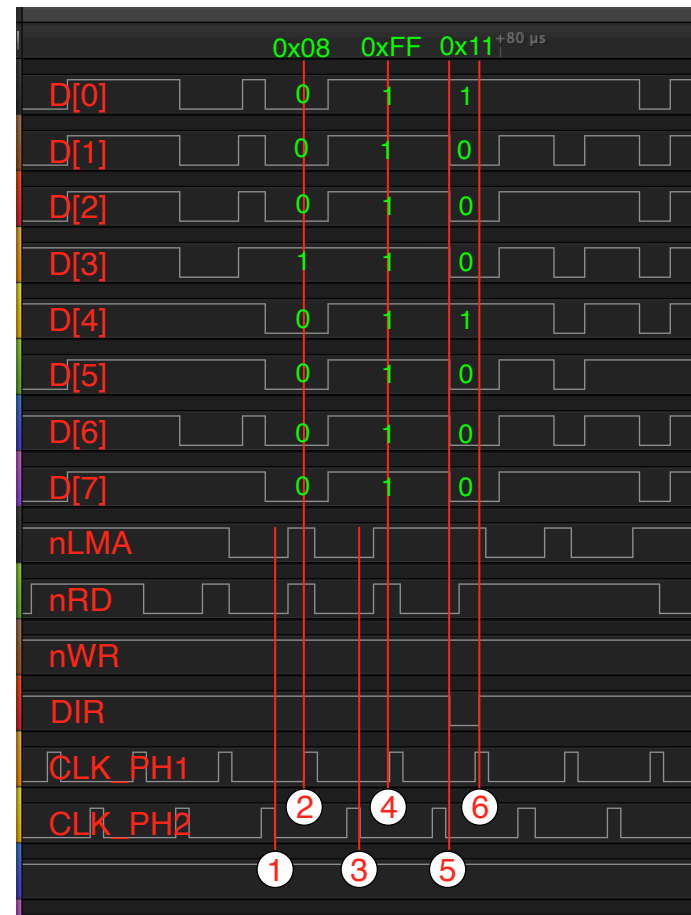 +80 µs
0x08 0xFF 0x11
D[0] 0 1 1
D[1] 0 1 0
D[2] 0 1 0
D[3] 1 1 0
D[4] 0 1 1
D[5] 0 1 0
D[6] 0 1 0
D[7] 0 1 0
nLMA
nRD
nWR
DIR
CLK_PH1
2 4 6
CLK_PH2
1 3 5